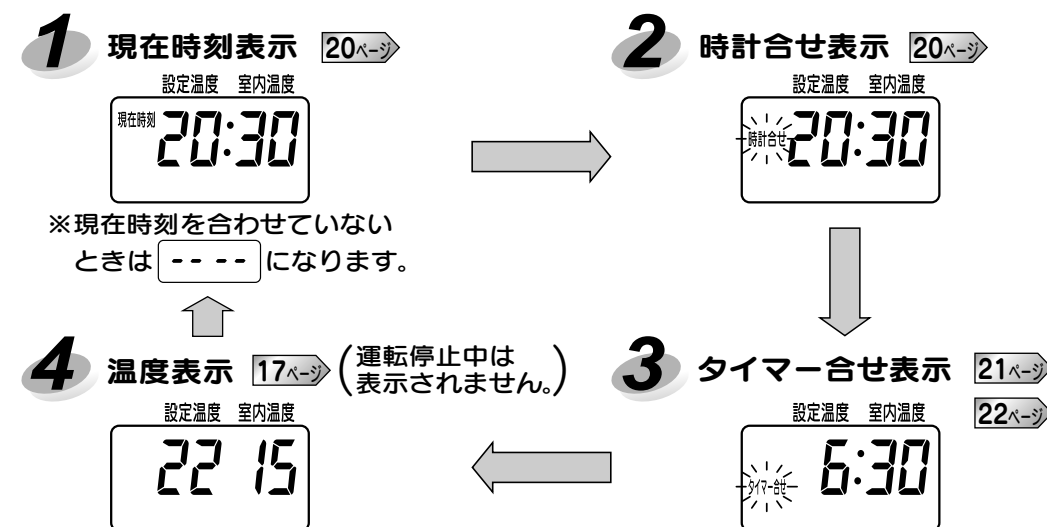 1 現在時刻表示 20ページ
設定温度 室内温度
現在時刻 20:30
※現在時刻を合わせていない
ときは -- -- になります。
2 時計合せ表示 20ページ
設定温度 室内温度
時計合せ 20:30
3 タイマー合せ表示 21ページ
22ページ
設定温度 室内温度
タイマー合せ 6:30
4 温度表示 17ページ (運転停止中は
表示されません。)
設定温度 室内温度
22 15